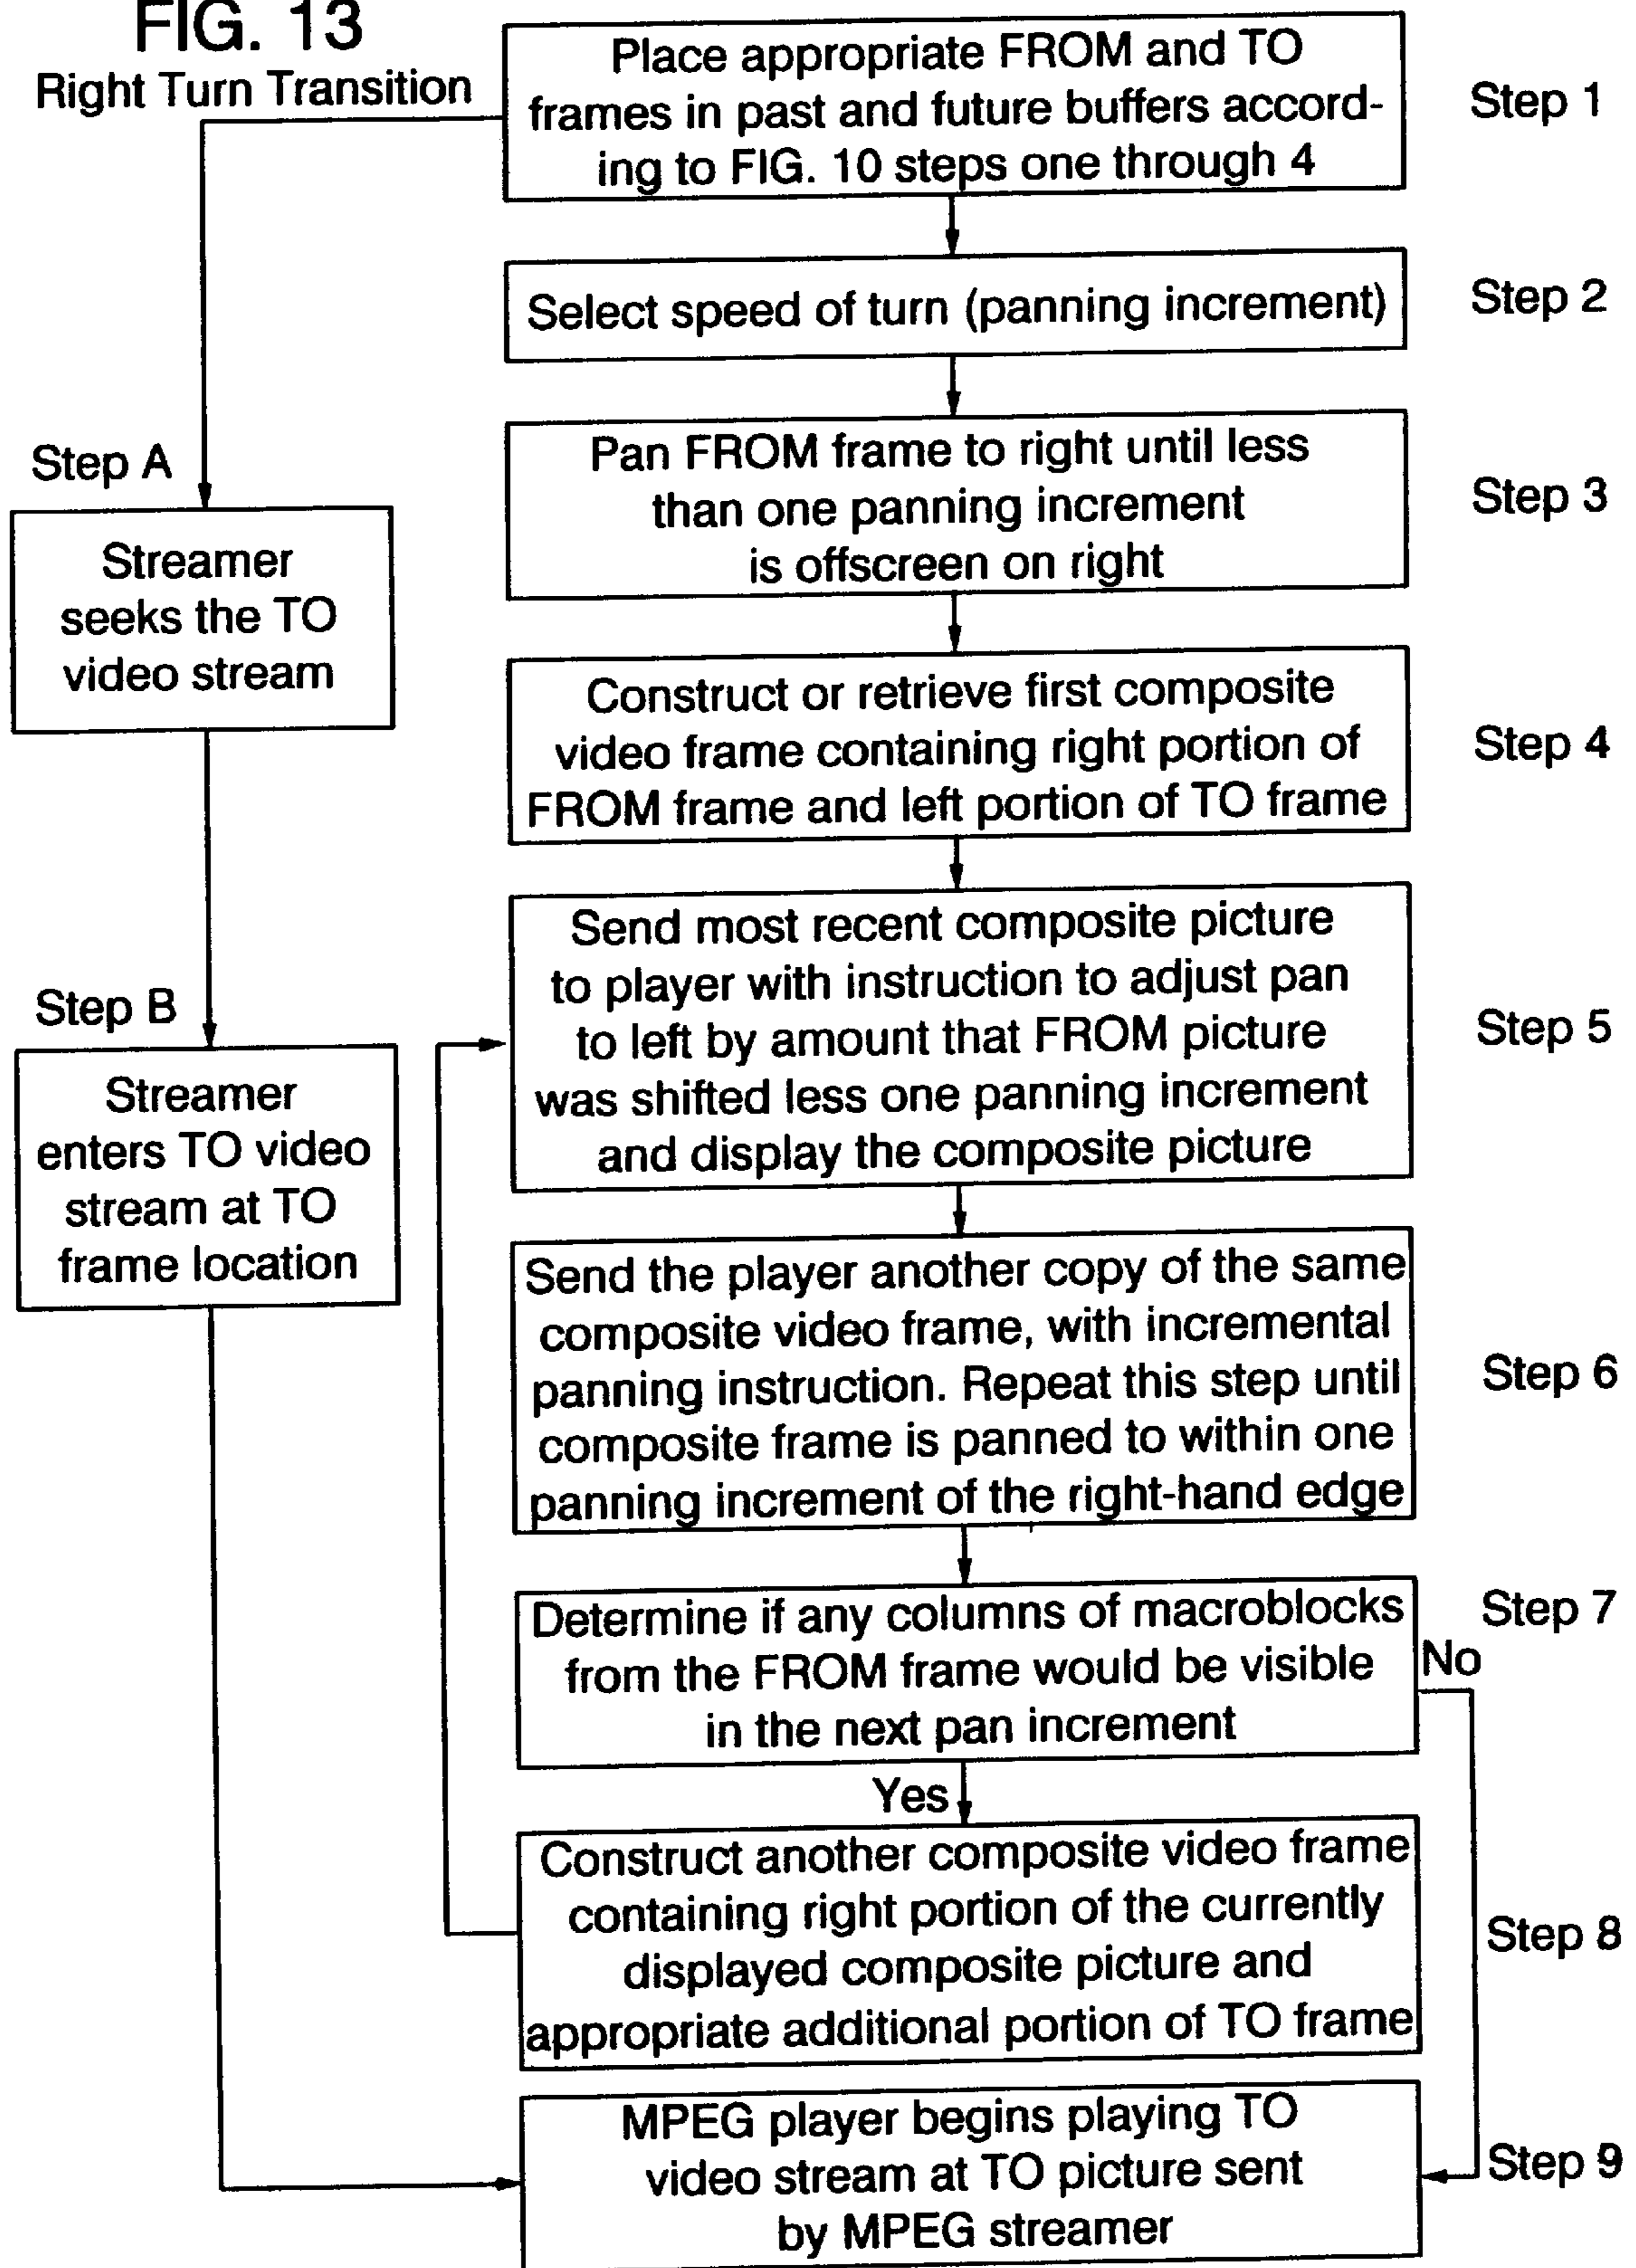 FIG. 13
Right Turn Transition
Place appropriate FROM and TO
frames in past and future buffers accord-
ing to FIG. 10 steps one through 4
Step 1
Select speed of turn (panning increment)
Step 2
Pan FROM frame to right until less
than one panning increment
is offscreen on right
Step 3
Step A
Streamer
seeks the TO
video stream
Construct or retrieve first composite
video frame containing right portion of
FROM frame and left portion of TO frame
Step 4
Send most recent composite picture
to player with instruction to adjust pan
to left by amount that FROM picture
was shifted less one panning increment
and display the composite picture
Step 5
Step B
Streamer
enters TO video
stream at TO
frame location
Send the player another copy of the same
composite video frame, with incremental
panning instruction. Repeat this step until
composite frame is panned to within one
panning increment of the right-hand edge
Step 6
Determine if any columns of macroblocks
from the FROM frame would be visible
in the next pan increment
Step 7
No
Yes
Construct another composite video frame
containing right portion of the currently
displayed composite picture and
appropriate additional portion of TO frame
Step 8
MPEG player begins playing TO
video stream at TO picture sent
by MPEG streamer
Step 9